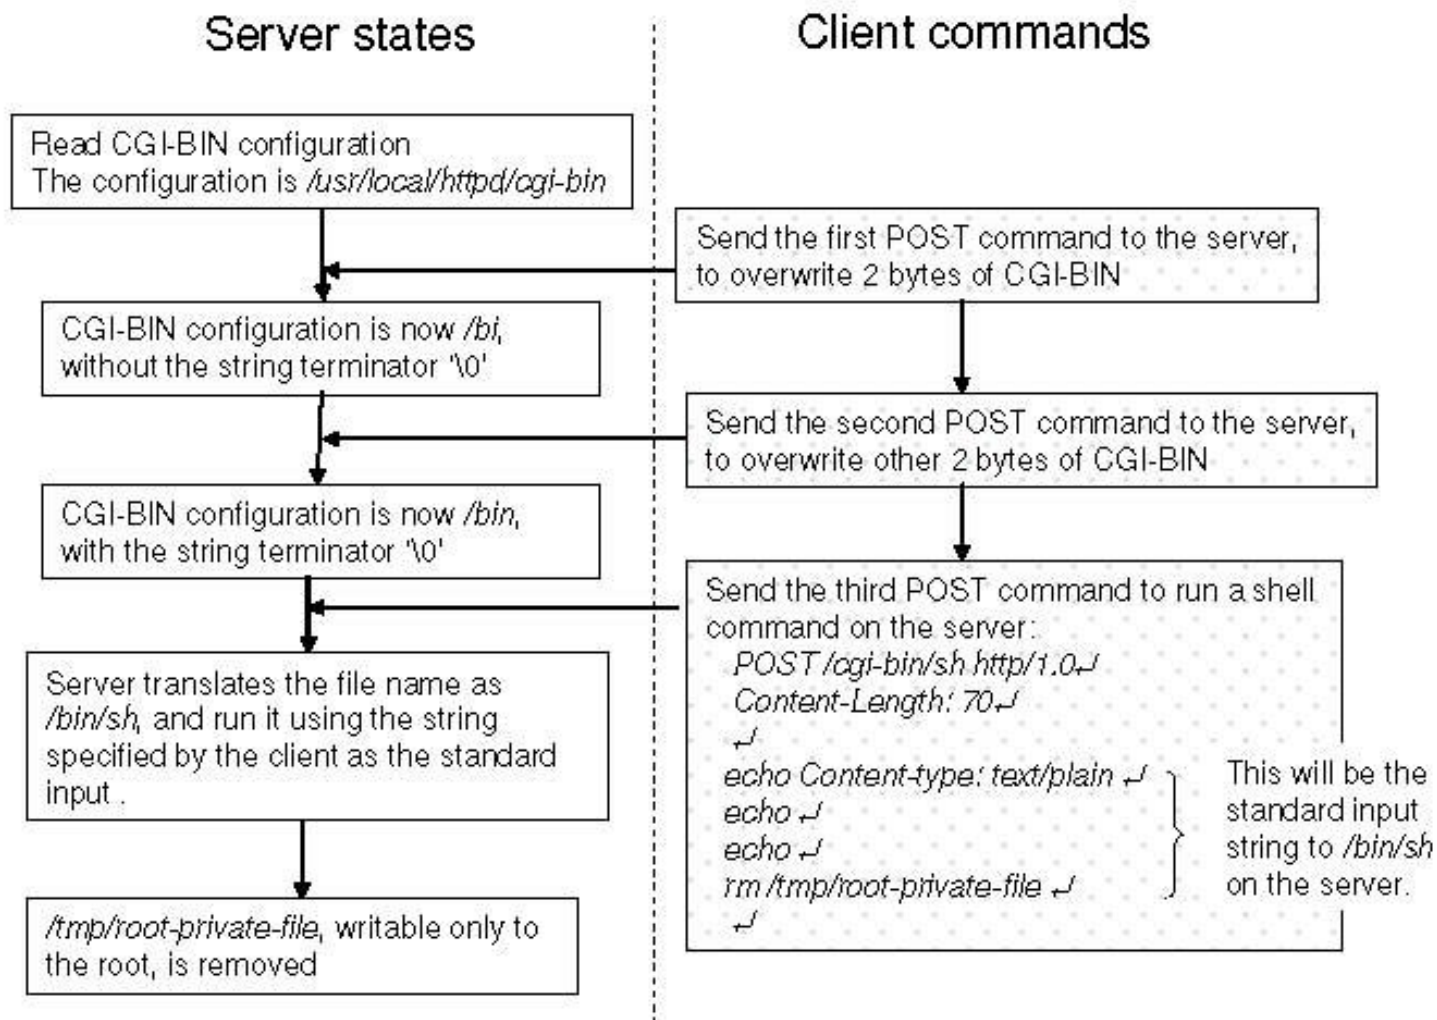 Server states
Client commands
Read CGI-BIN configuration
The configuration is /usr/local/httpd/cgi-bin
Send the first POST command to the server,
to overwrite 2 bytes of CGI-BIN
CGI-BIN configuration is now /bi,
without the string terminator '\0'
Send the second POST command to the server,
to overwrite other 2 bytes of CGI-BIN
CGI-BIN configuration is now /bin,
with the string terminator '\0'
Send the third POST command to run a shell
command on the server:
POST /cgi-bin/sh http/1.0↵
Content-Length: 70↵
↵
echo Content-type: text/plain ↵
echo ↵
echo ↵
rm /tmp/root-private-file ↵
↵
This will be the
standard input
string to /bin/sh
on the server.
Server translates the file name as
/bin/sh, and run it using the string
specified by the client as the standard
input .
/tmp/root-private-file, writable only to
the root, is removed